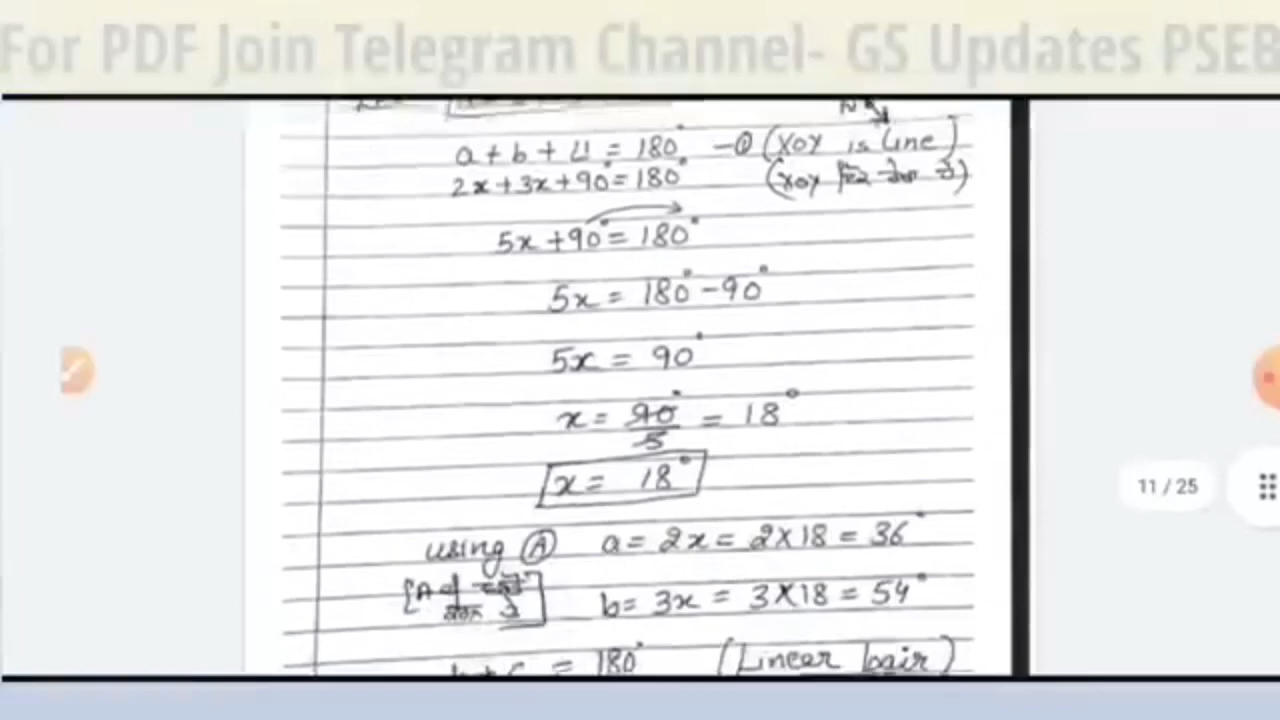 For PDF Join Telegram Channel- GS Updates PSEB
a + b + 4 = 180° -① (XOY is line)
2x+3x+90°=180° (XOY
5x+90°=180°
5x = 180°-90°
5x = 90°
x = 90°/5 = 18°
x = 18°
using Ⓐ a = 2x = 2×18 = 36°
b= 3x = 3×18 = 54°
b+c = 180° (Linear pair)
11 / 25